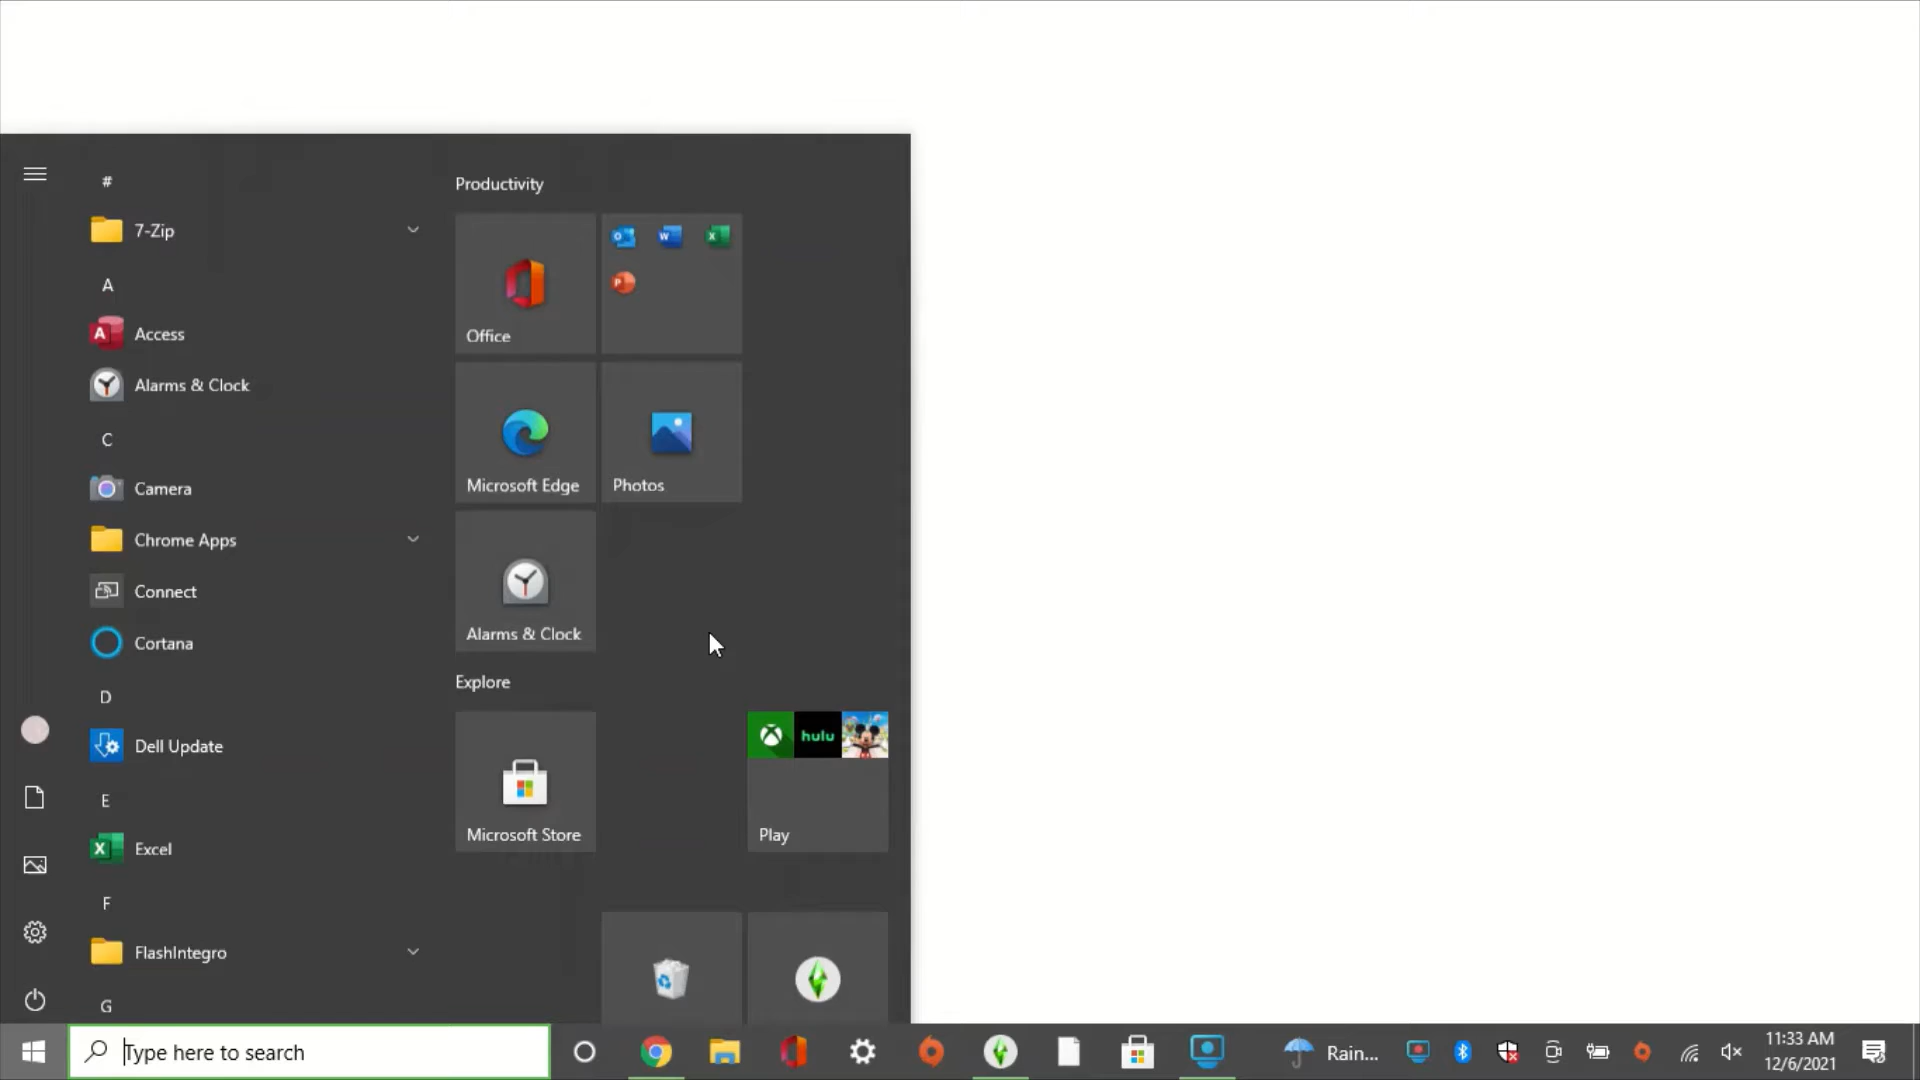 #
7-Zip
A
Access
Alarms & Clock
C
Camera
Chrome Apps
Connect
Cortana
D
Dell Update
E
Excel
F
FlashIntegro
G
Productivity
Office
Microsoft Edge
Photos
Alarms & Clock
Explore
Microsoft Store
hulu
Play
Type here to search
Rain...
11:33 AM
12/6/2021